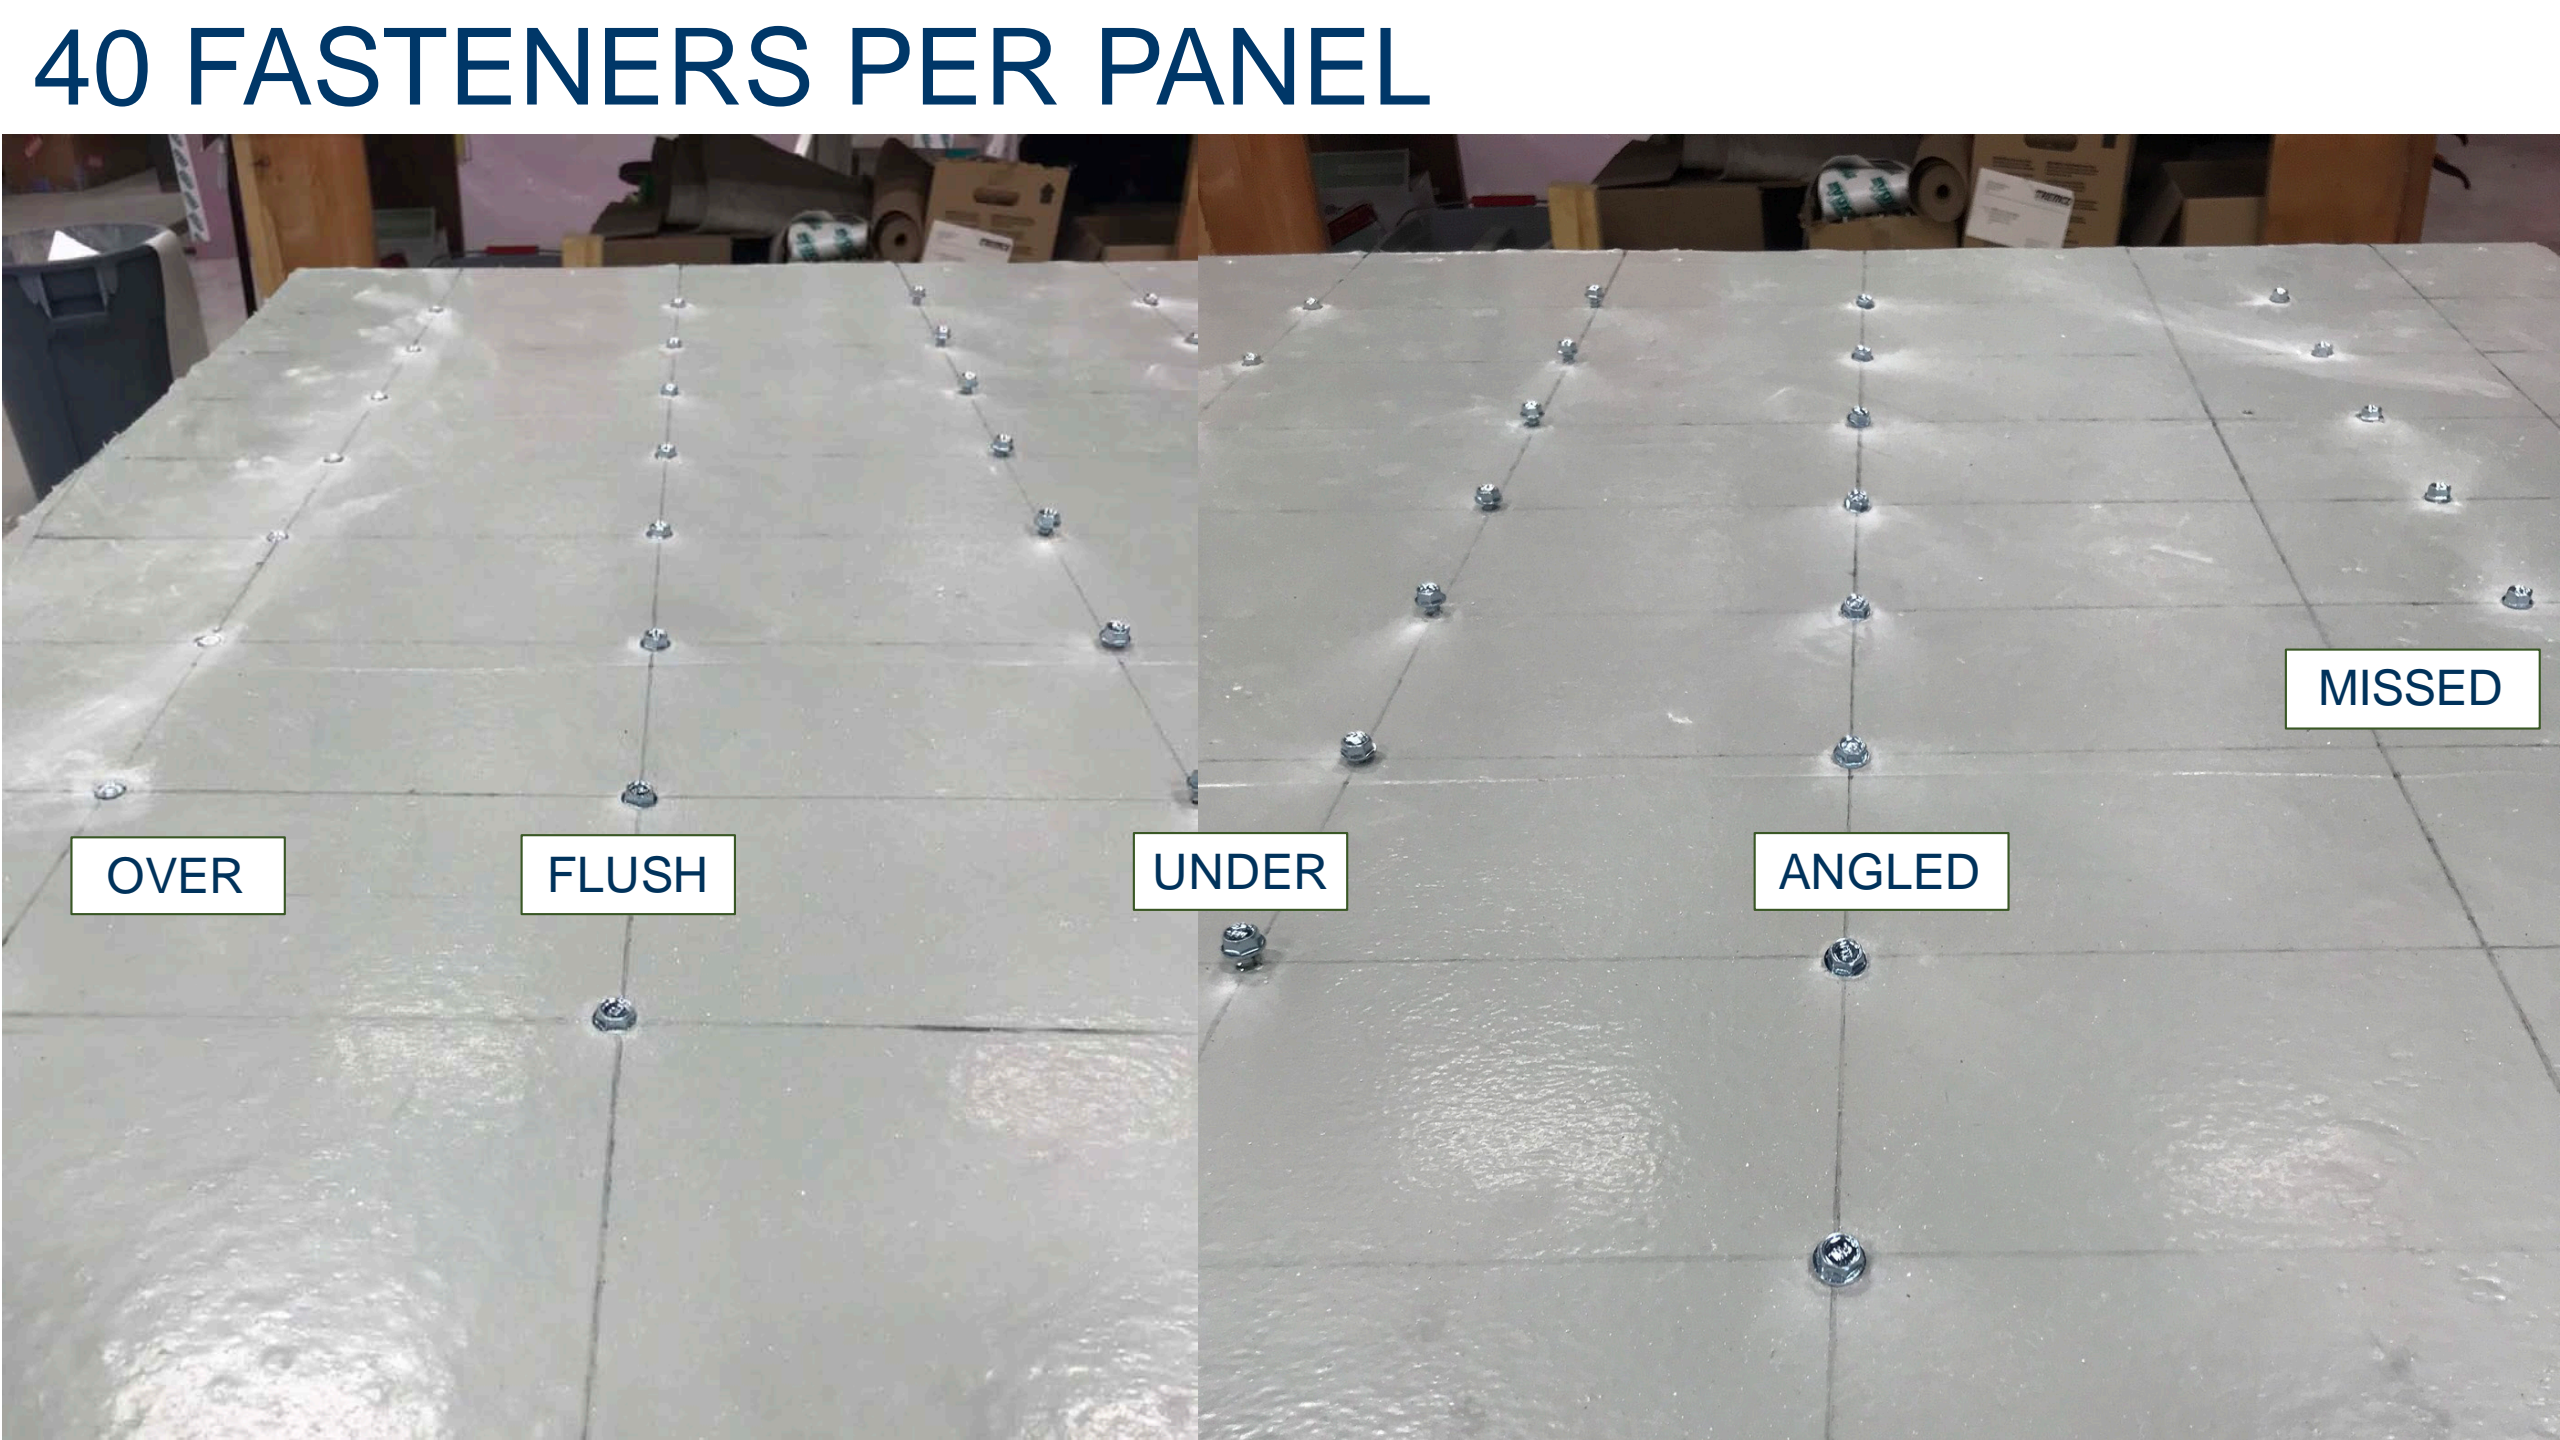 40 FASTENERS PER PANEL
OVER
FLUSH
UNDER
ANGLED
MISSED